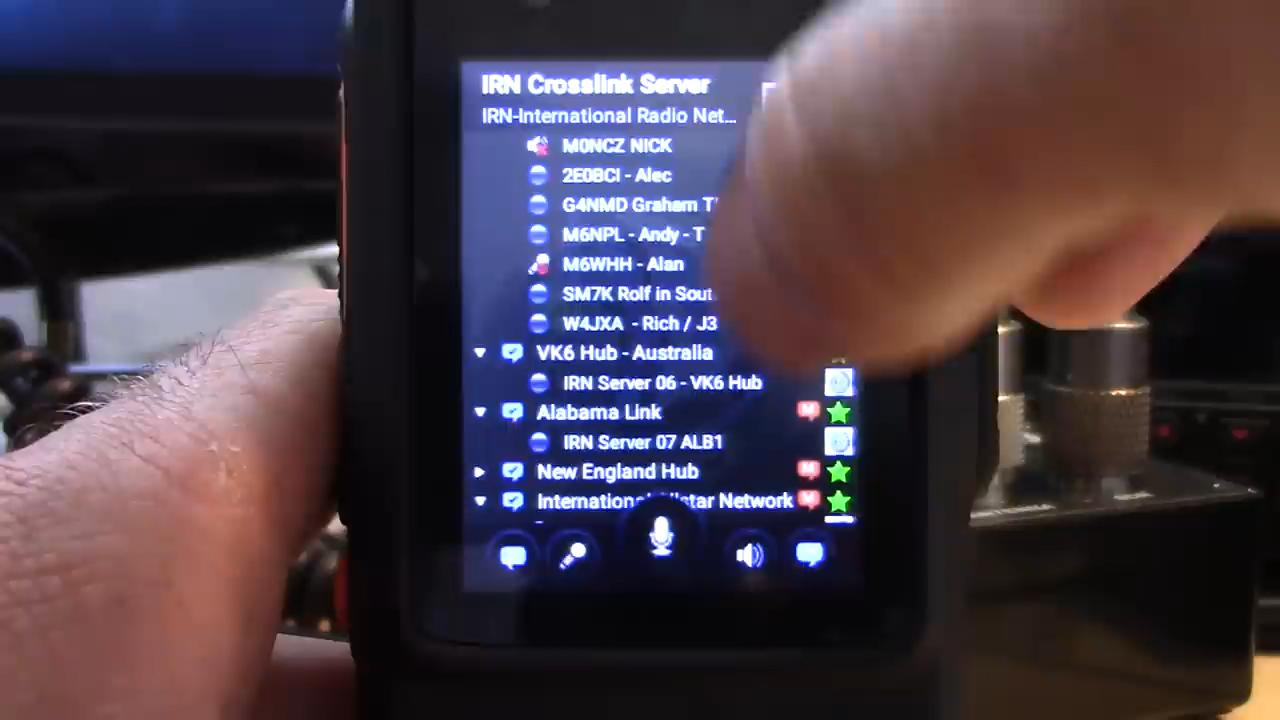 IRN Crosslink Server
IRN-International Radio Net...
M0NCZ NICK
2E0BCI - Alec
G4NMD Graham
M6NPL - Andy - T
M6WHH - Alan
SM7K Rolf in
W4JXA - Rich / J3
VK6 Hub - Australia
IRN Server 06 - VK6 Hub
Alabama Link
M
IRN Server 07 ALB1
New England Hub
M
International Network
M